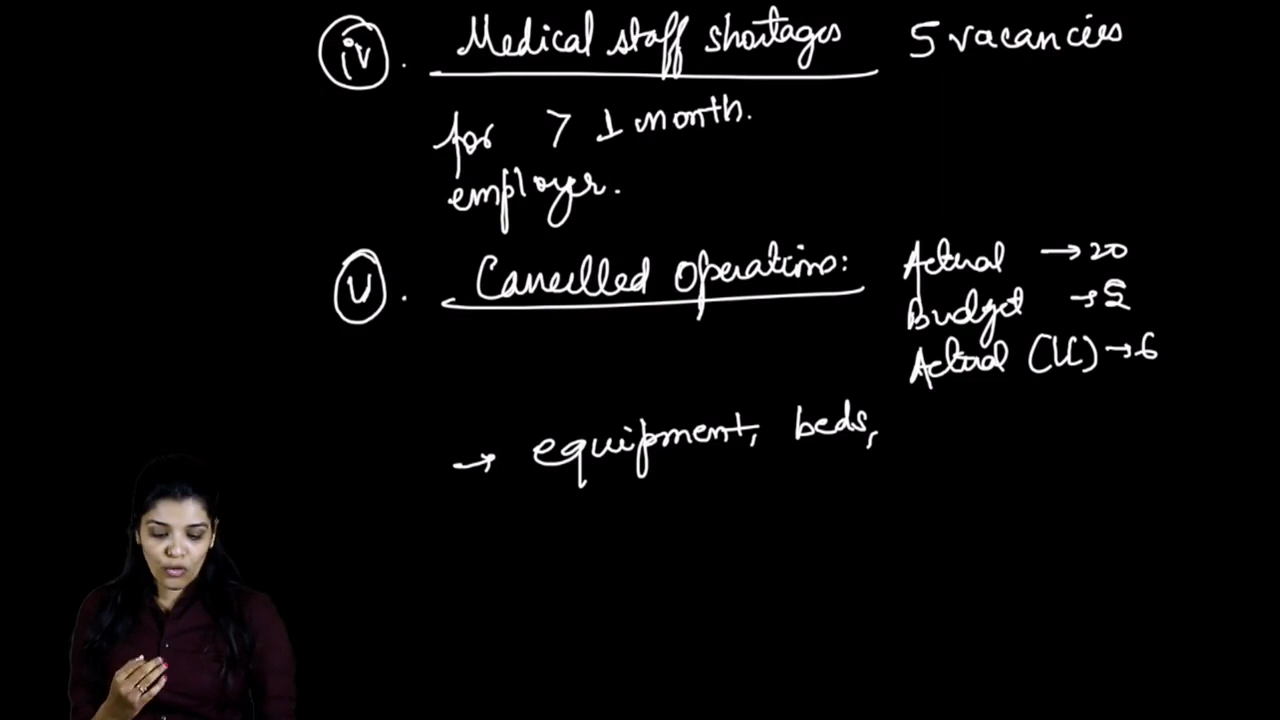 iv. Medical staff shortages 5 vacancies
for > 1 month.
employer.
v. Cancelled operations: Actual → 20
Budget → 5
Actual (LL) → 6
→ equipment, beds,